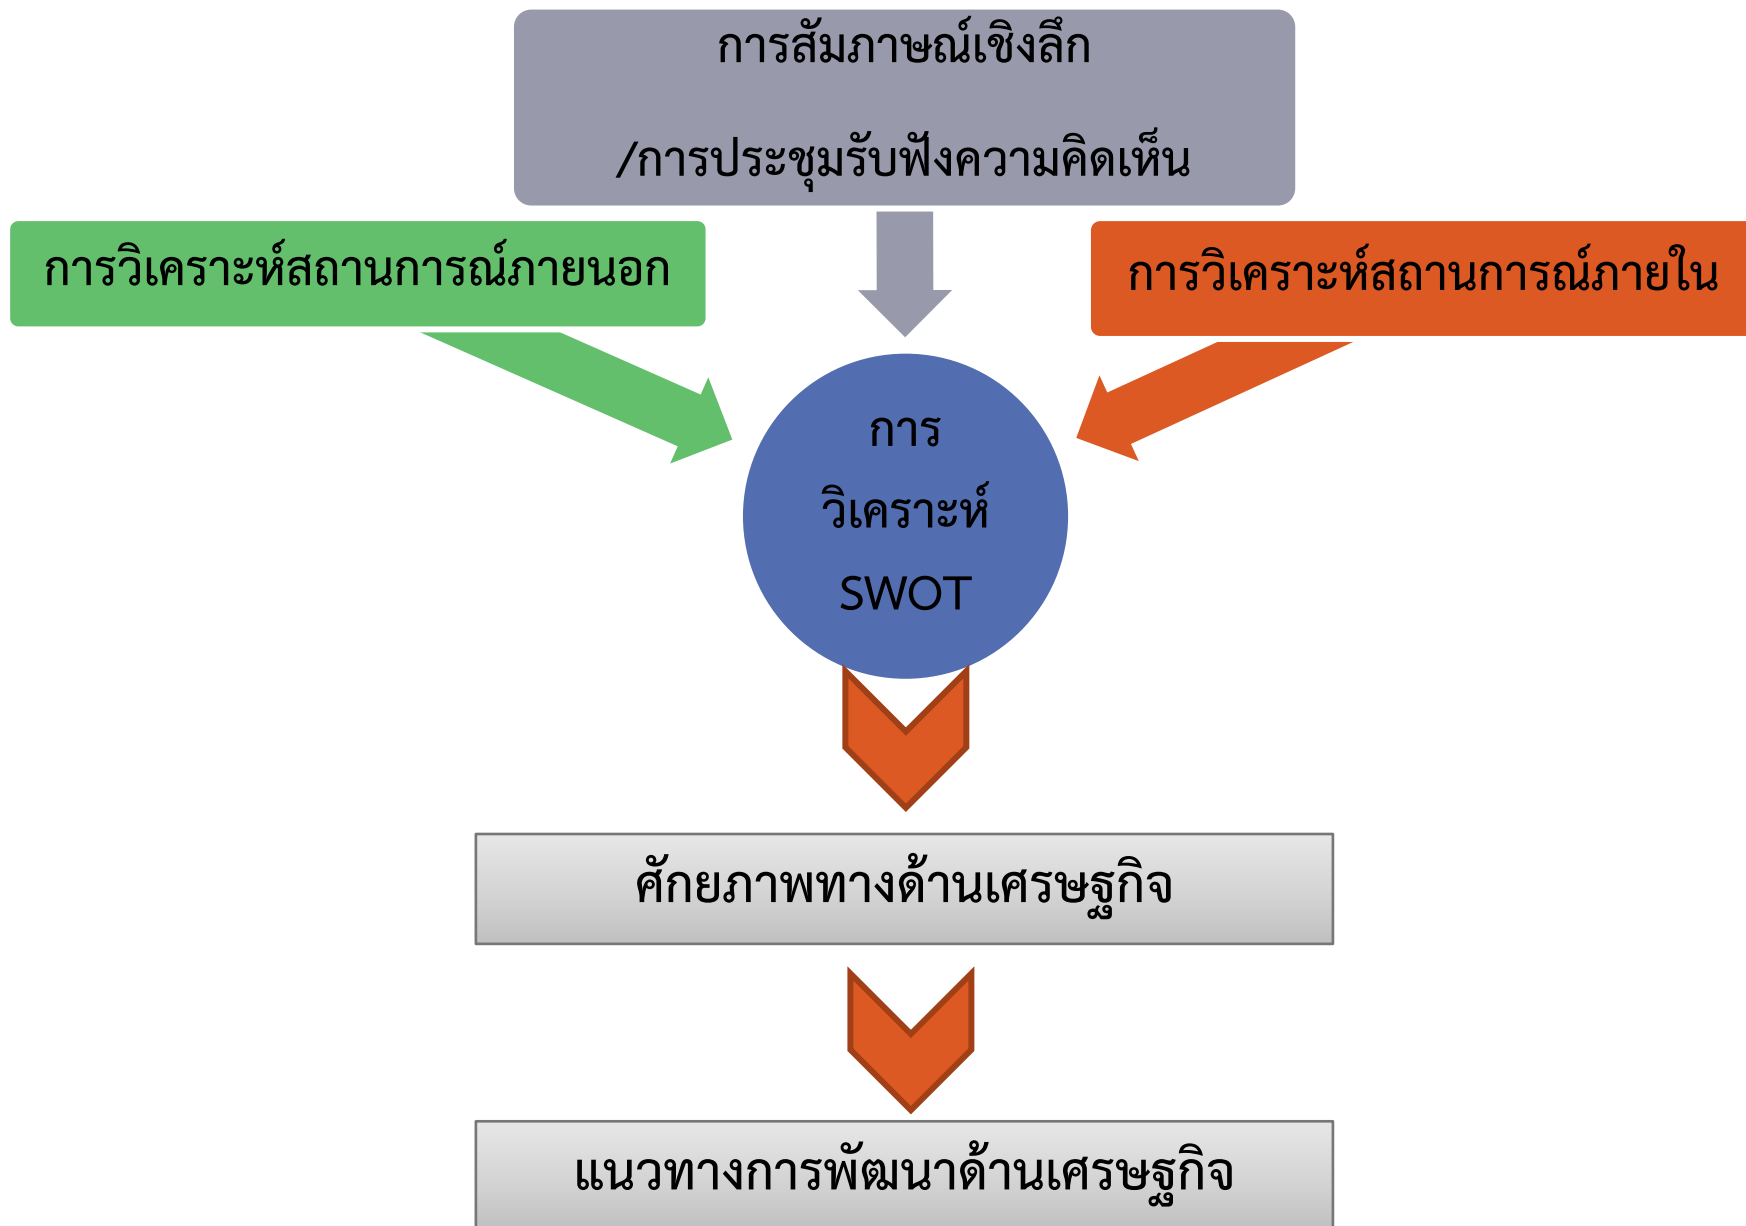 การสัมภาษณ์เชิงลึก
/การประชุมรับฟังความคิดเห็น
การวิเคราะห์สถานการณ์ภายนอก
การวิเคราะห์สถานการณ์ภายใน
การ
วิเคราะห์
SWOT
ศักยภาพทางด้านเศรษฐกิจ
แนวทางการพัฒนาด้านเศรษฐกิจ